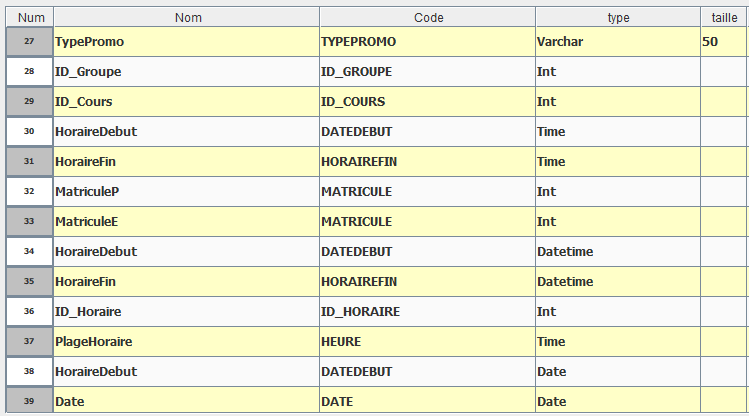 Num Nom Code type taille
27 TypePromo TYPEPROMO Varchar 50
28 ID_Groupe ID_GROUPE Int
29 ID_Cours ID_COURS Int
30 HoraireDebut DATEDEBUT Time
31 HoraireFin HORAIREFIN Time
32 MatriculeP MATRICULE Int
33 MatriculeE MATRICULE Int
34 HoraireDebut DATEDEBUT Datetime
35 HoraireFin HORAIREFIN Datetime
36 ID_Horaire ID_HORAIRE Int
37 PlageHoraire HEURE Time
38 HoraireDebut DATEDEBUT Date
39 Date DATE Date